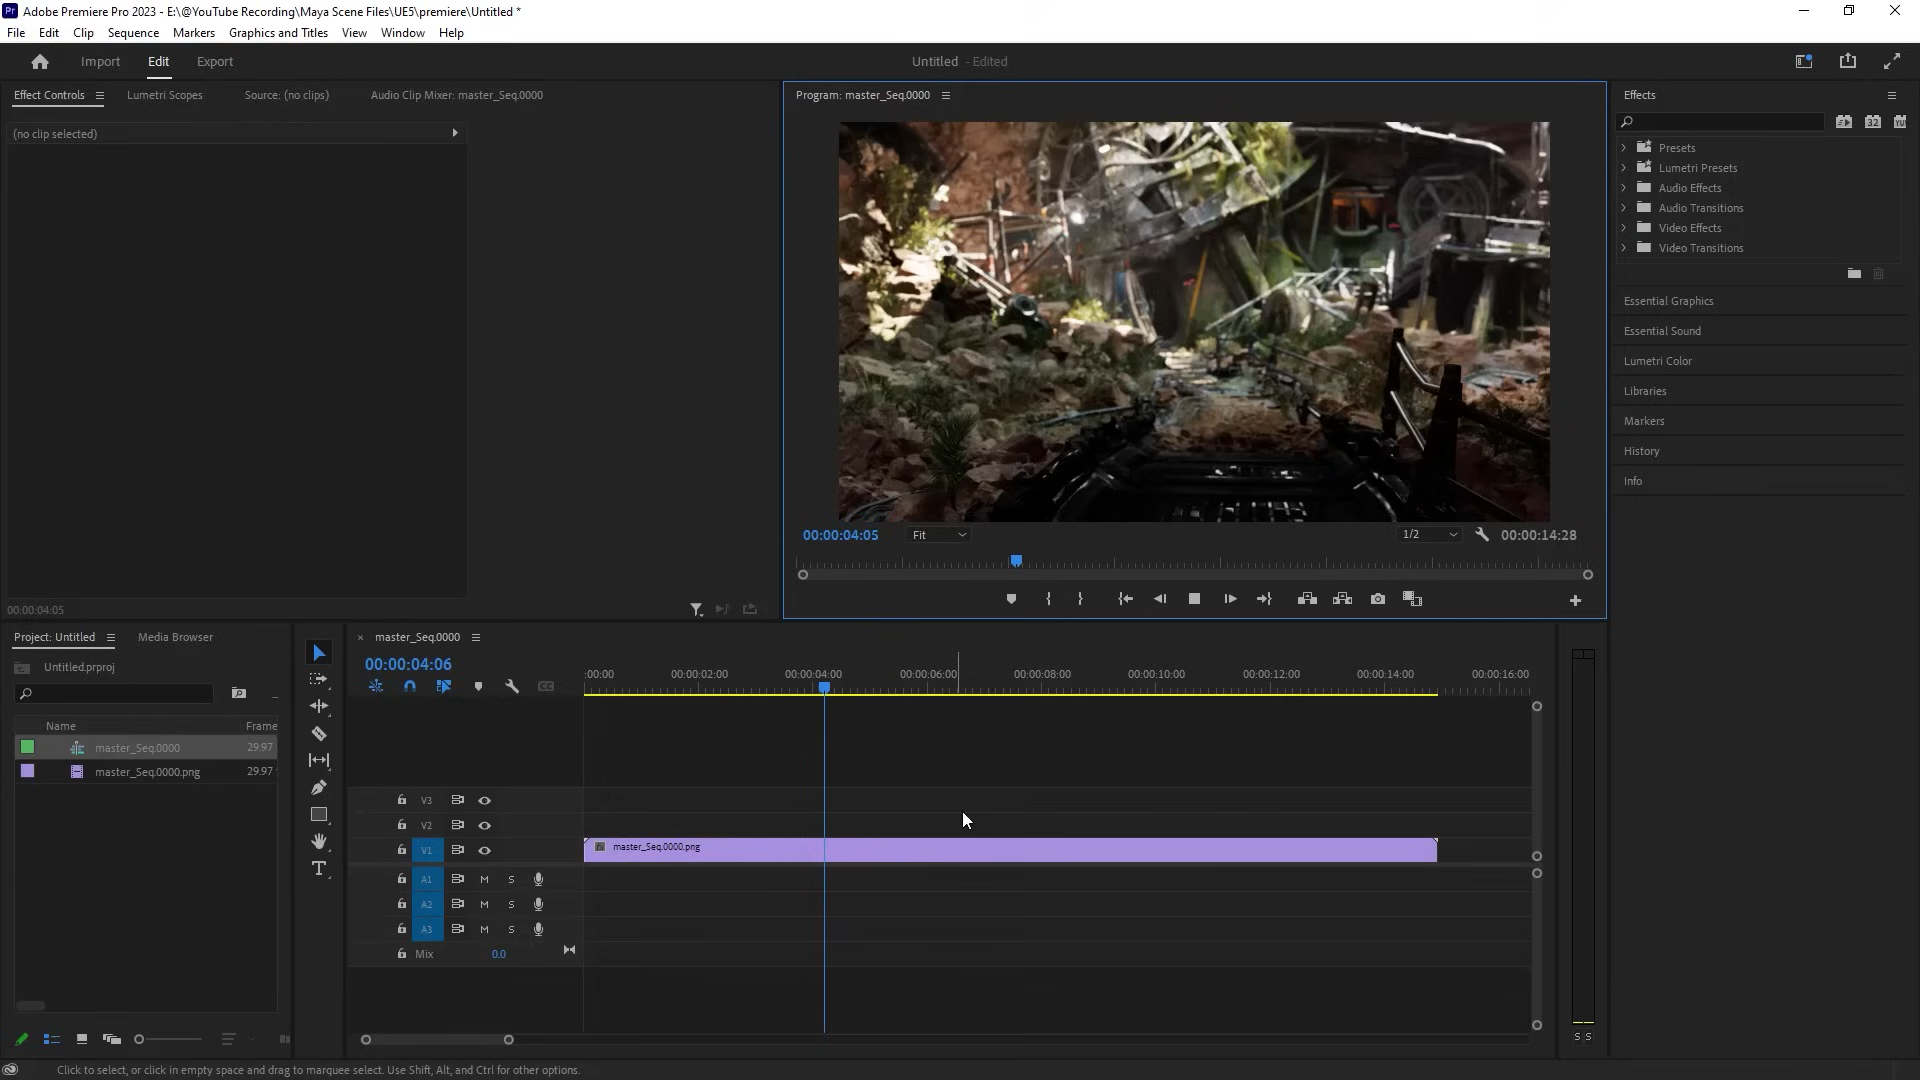 Pr Adobe Premiere Pro 2023 - E:\@YouTube Recording\Maya Scene Files\UE5\premiere\Untitled *
File Edit Clip Sequence Markers Graphics and Titles View Window Help
Import Edit Export Untitled - Edited
Effect Controls Lumetri Scopes Source: (no clips) Audio Clip Mixer: master_Seq.0000
(no clip selected)
00:00:04:05
Program: master_Seq.0000
00:00:04:05 Fit 1/2 00:00:14:28
Effects
32 YU
Presets
Lumetri Presets
Audio Effects
Audio Transitions
Video Effects
Video Transitions
Essential Graphics
Essential Sound
Lumetri Color
Libraries
Markers
History
Info
Project: Untitled Media Browser
Untitled.prproj
Name Frame
master_Seq.0000 29.97
master_Seq.0000.png 29.97
T
× master_Seq.0000
00:00:04:06
CC
:00:00 00:00:02:00 00:00:04:00 00:00:06:00 00:00:08:00 00:00:10:00 00:00:12:00 00:00:14:00 00:00:16:00
V3
V2
V1 fx master_Seq.0000.png
A1 M S
A2 M S
A3 M S
Mix 0.0
S S
Click to select, or click in empty space and drag to marquee select. Use Shift, Alt, and Ctrl for other options.